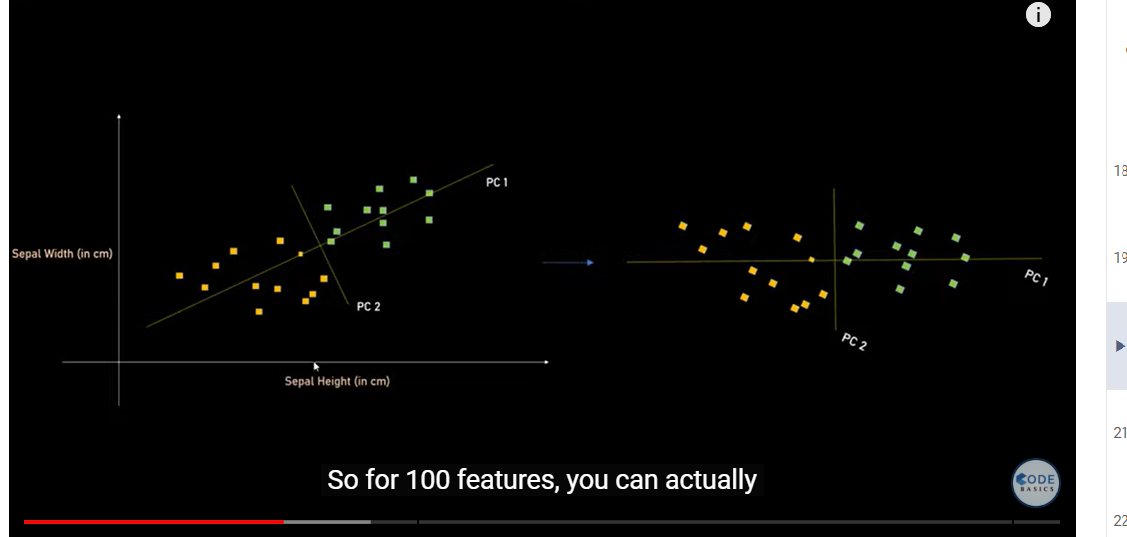 i
18
Sepal Width (in cm)
PC 1
PC 2
Sepal Height (in cm)
PC 1
PC 2
19
21
So for 100 features, you can actually
CODE
BASICS
22